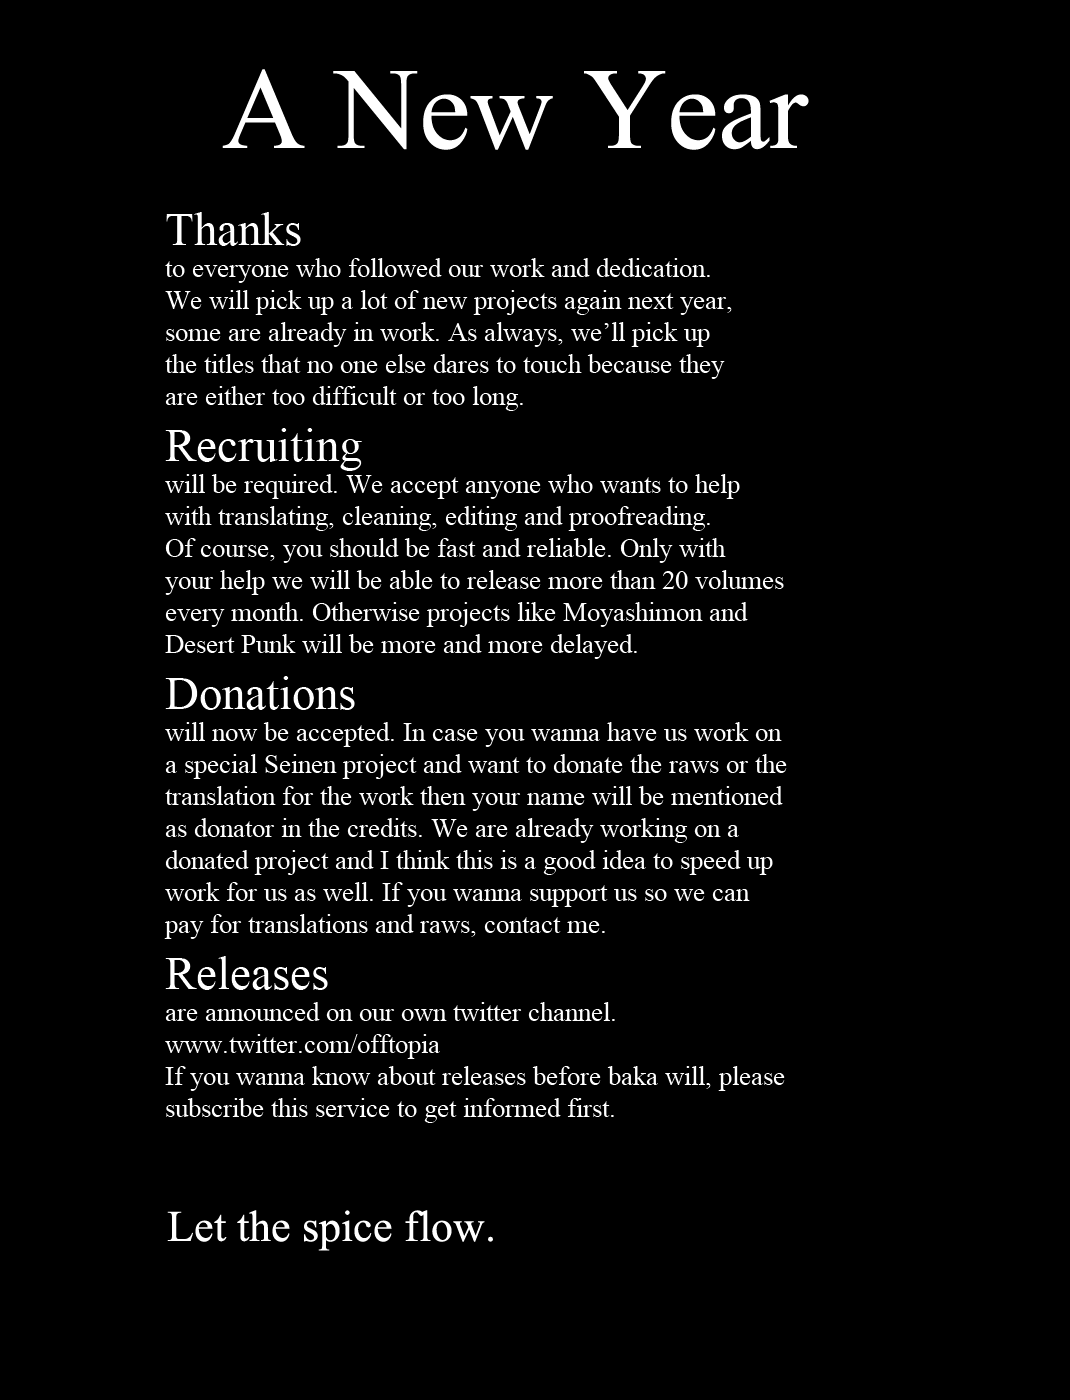 A New Year
Thanks
to everyone who followed our work and dedication.
We will pick up a lot of new projects again next year,
some are already in work. As always, we’ll pick up
the titles that no one else dares to touch because they
are either too difficult or too long.
Recruiting
will be required. We accept anyone who wants to help
with translating, cleaning, editing and proofreading.
Of course, you should be fast and reliable. Only with
your help we will be able to release more than 20 volumes
every month. Otherwise projects like Moyashimon and
Desert Punk will be more and more delayed.
Donations
will now be accepted. In case you wanna have us work on
a special Seinen project and want to donate the raws or the
translation for the work then your name will be mentioned
as donator in the credits. We are already working on a
donated project and I think this is a good idea to speed up
work for us as well. If you wanna support us so we can
pay for translations and raws, contact me.
Releases
are announced on our own twitter channel.
www.twitter.com/offtopia
If you wanna know about releases before baka will, please
subscribe this service to get informed first.
Let the spice flow.